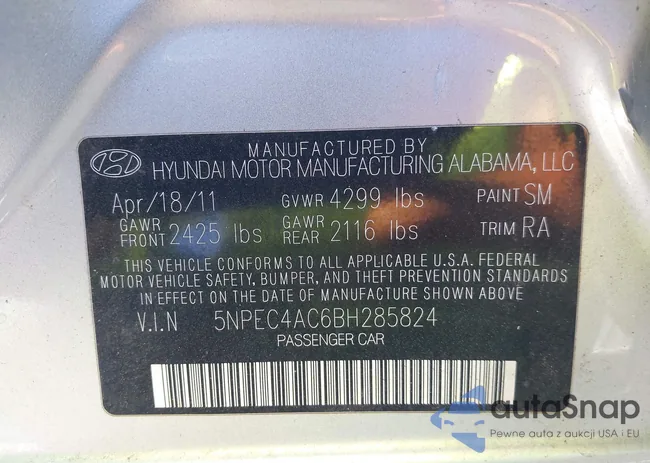 MANUFACTURED BY
HYUNDAI MOTOR MANUFACTURING ALABAMA, LLC
Apr/18/11 GVWR 4299 lbs PAINT SM
GAWR FRONT 2425 lbs GAWR REAR 2116 lbs TRIM RA
THIS VEHICLE CONFORMS TO ALL APPLICABLE U.S.A. FEDERAL
MOTOR VEHICLE SAFETY, BUMPER, AND THEFT PREVENTION STANDARDS
IN EFFECT ON THE DATE OF MANUFACTURE SHOWN ABOVE
V.I.N 5NPEC4AC6BH285824
PASSENGER CAR
autaSnap
Pewne auta z aukcji USA i EU